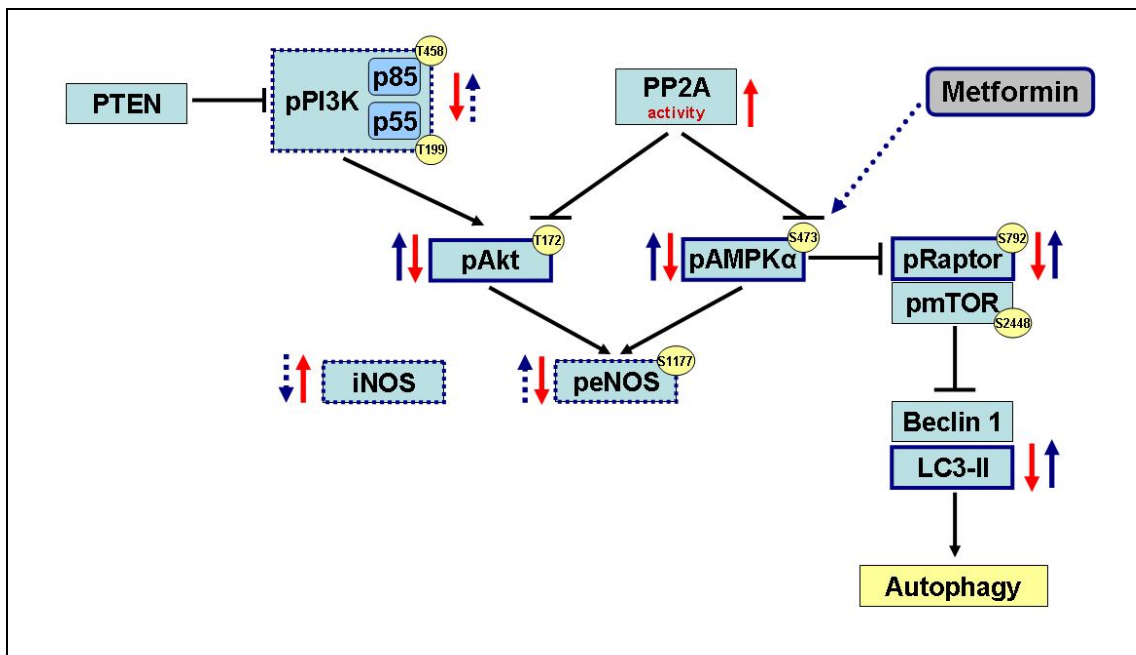 T458
p85
PTEN
pPI3K
p55
T199
PP2A
activity
Metformin
T172
pAkt
S473
pAMPKα
S792
pRaptor
pmTOR
S2448
iNOS
S1177
peNOS
Beclin 1
LC3-II
Autophagy